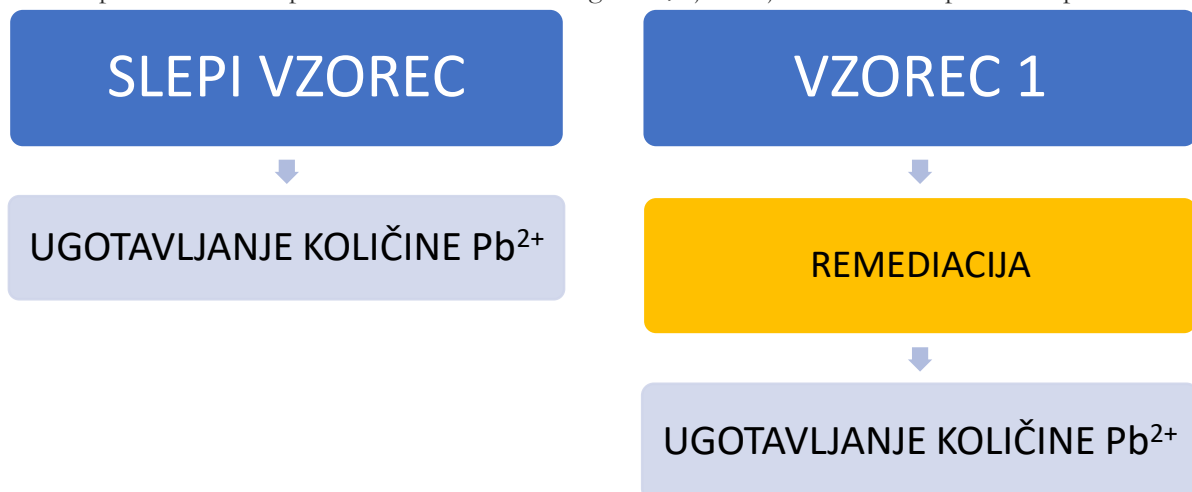 SLEPI VZOREC
UGOTAVLJANJE KOLIČINE Pb²⁺
VZOREC 1
REMEDIACIJA
UGOTAVLJANJE KOLIČINE Pb²⁺